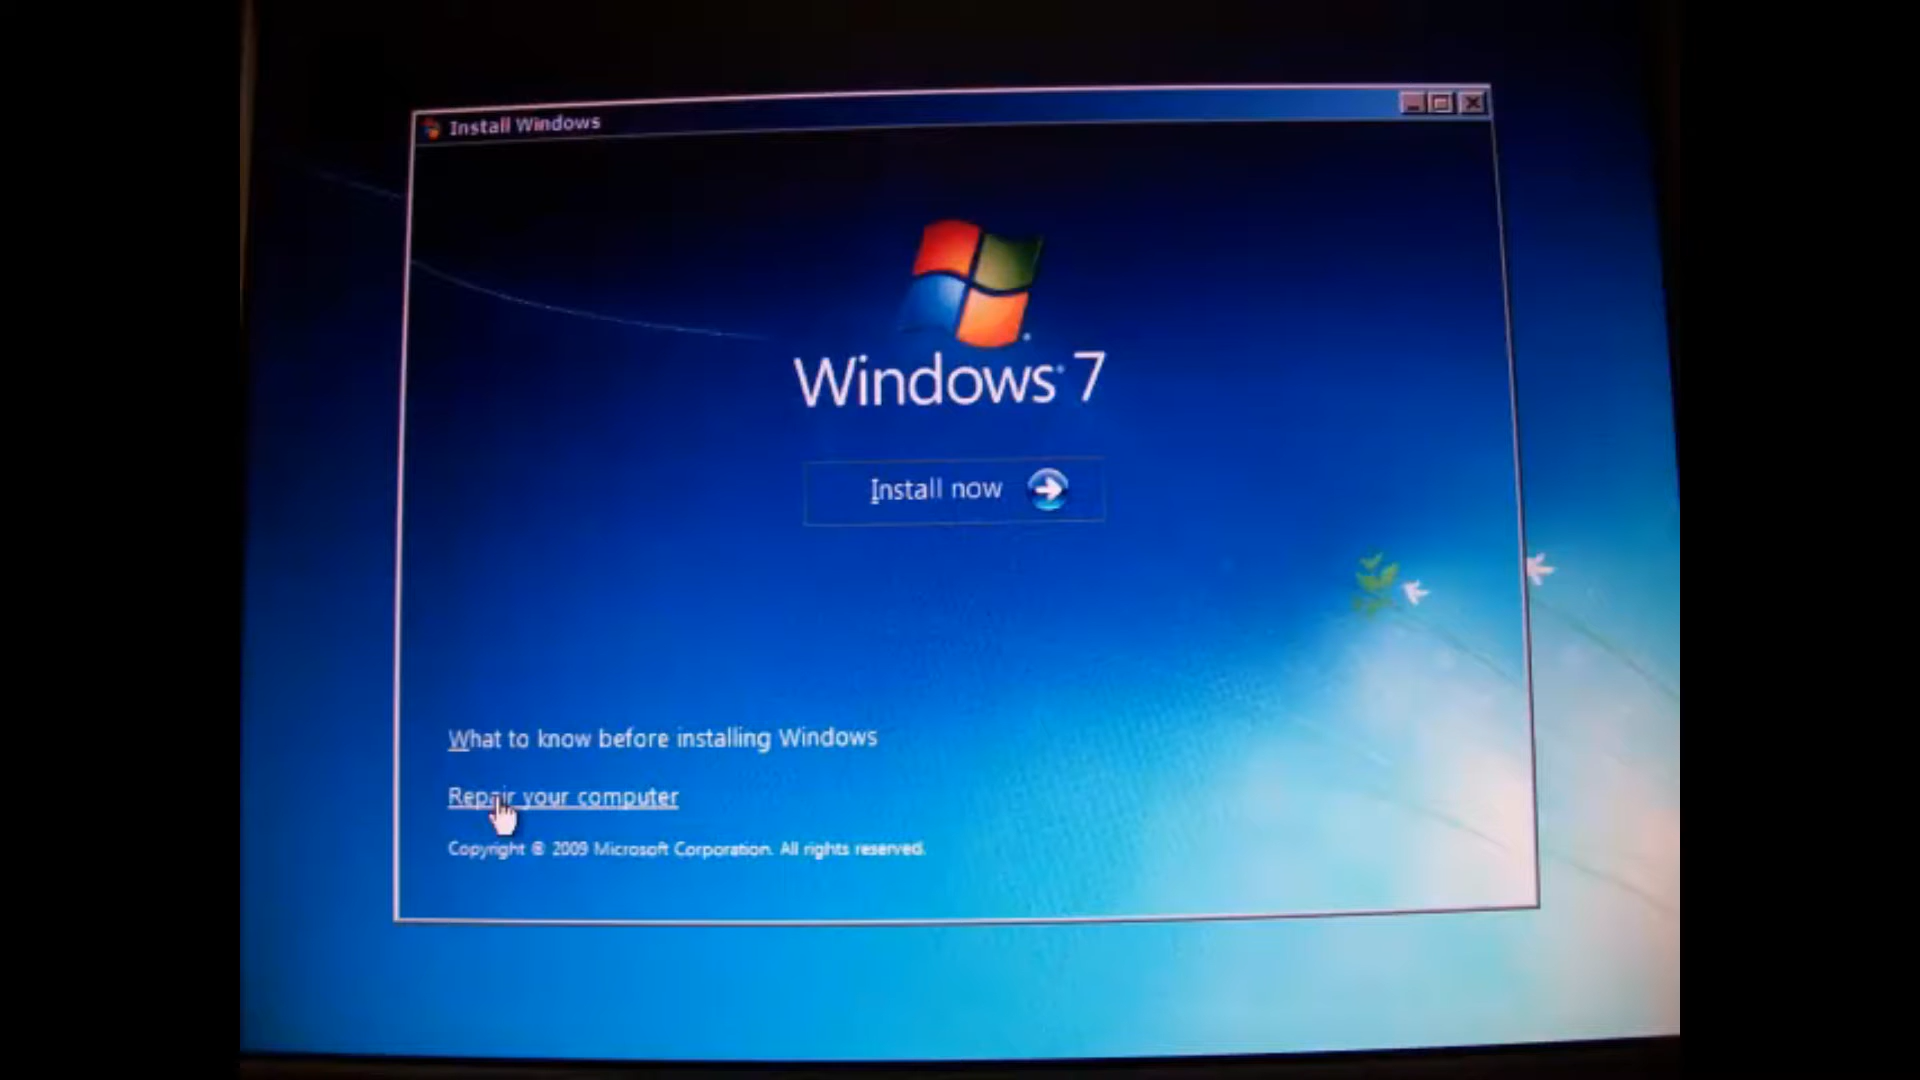 Install Windows
Windows 7
Install now
What to know before installing Windows
Repair your computer
Copyright © 2009 Microsoft Corporation. All rights reserved.